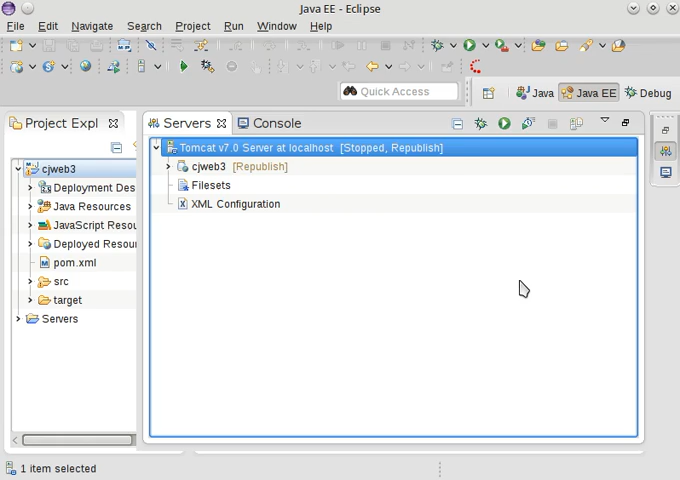 Java EE - Eclipse
File Edit Navigate Search Project Run Window Help
Quick Access
Java Java EE Debug
Project Expl
Servers Console
Tomcat v7.0 Server at localhost [Stopped, Republish]
cjweb3 [Republish]
Filesets
XML Configuration
cjweb3
Deployment Des
Java Resources
JavaScript Resou
Deployed Resour
pom.xml
src
target
Servers
1 item selected